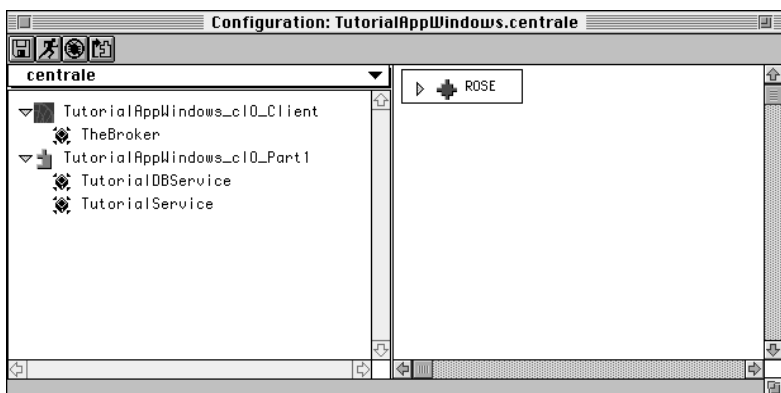 Configuration: TutorialAppWindows.centrale
centrale
TutorialAppWindows_cl0_Client
TheBroker
TutorialAppWindows_cl0_Part1
TutorialDBService
TutorialService
ROSE